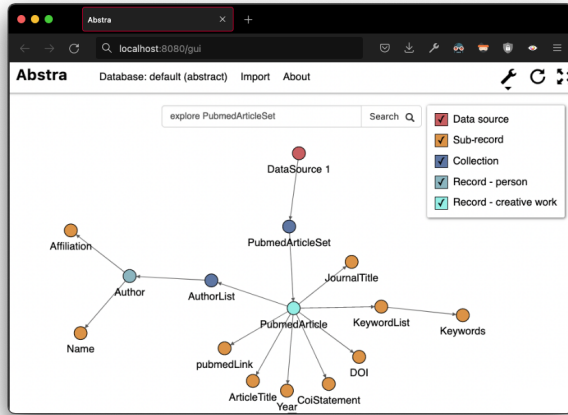 Abstra
localhost:8080/gui
Abstra
Database: default (abstract)
Import
About
explore PubmedArticleSet
Search
Data source
Sub-record
Collection
Record - person
Record - creative work
DataSource 1
PubmedArticleSet
Affiliation
JournalTitle
Author
AuthorList
PubmedArticle
KeywordList
Keywords
Name
pubmedLink
DOI
ArticleTitle
Year
CoiStatement